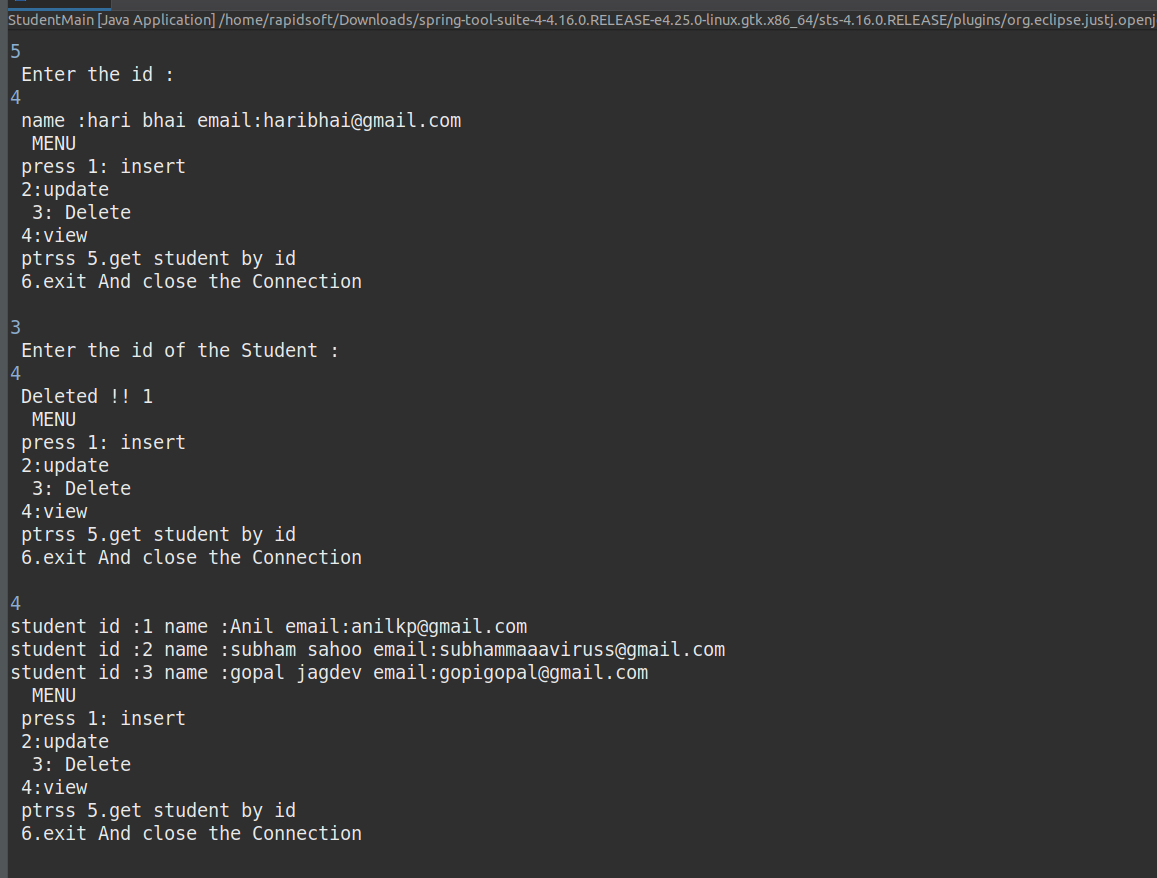 StudentMain [Java Application] /home/rapidsoft/Downloads/spring-tool-suite-4-4.16.0.RELEASE-e4.25.0-linux.gtk.x86_64/sts-4.16.0.RELEASE/plugins/org.eclipse.justj.openj
5
 Enter the id :
4
 name :hari bhai email:haribhai@gmail.com
  MENU
 press 1: insert
 2:update
  3: Delete
 4:view
 ptrss 5.get student by id
 6.exit And close the Connection
3
 Enter the id of the Student :
4
 Deleted !! 1
  MENU
 press 1: insert
 2:update
  3: Delete
 4:view
 ptrss 5.get student by id
 6.exit And close the Connection
4
student id :1 name :Anil email:anilkp@gmail.com
student id :2 name :subham sahoo email:subhammaaaviruss@gmail.com
student id :3 name :gopal jagdev email:gopigopal@gmail.com
  MENU
 press 1: insert
 2:update
  3: Delete
 4:view
 ptrss 5.get student by id
 6.exit And close the Connection